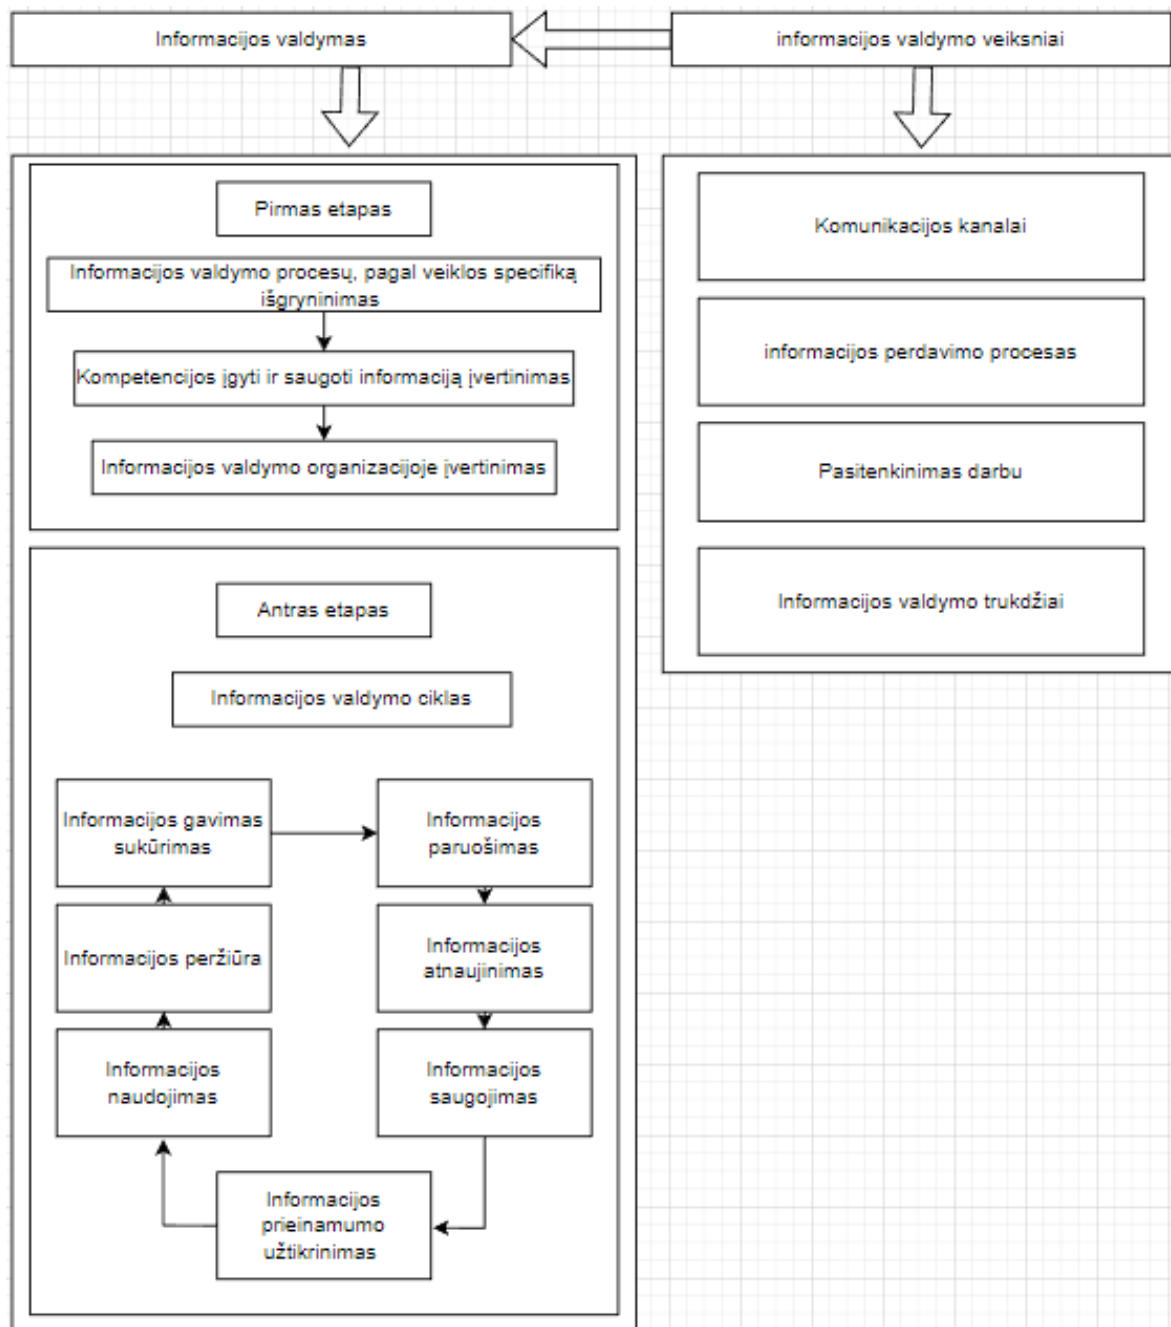 Informacijos valdymas
informacijos valdymo veiksniai
Pirmas etapas
Informacijos valdymo procesų, pagal veiklos specifiką
išgryninimas
Kompetencijos įgyti ir saugoti informaciją įvertinimas
Informacijos valdymo organizacijoje įvertinimas
Komunikacijos kanalai
informacijos perdavimo procesas
Pasitenkinimas darbu
Informacijos valdymo trukdžiai
Antras etapas
Informacijos valdymo ciklas
Informacijos gavimas
sukūrimas
Informacijos
paruošimas
Informacijos peržiūra
Informacijos
atnaujinimas
Informacijos
naudojimas
Informacijos
saugojimas
Informacijos
prieinamumo
užtikrinimas